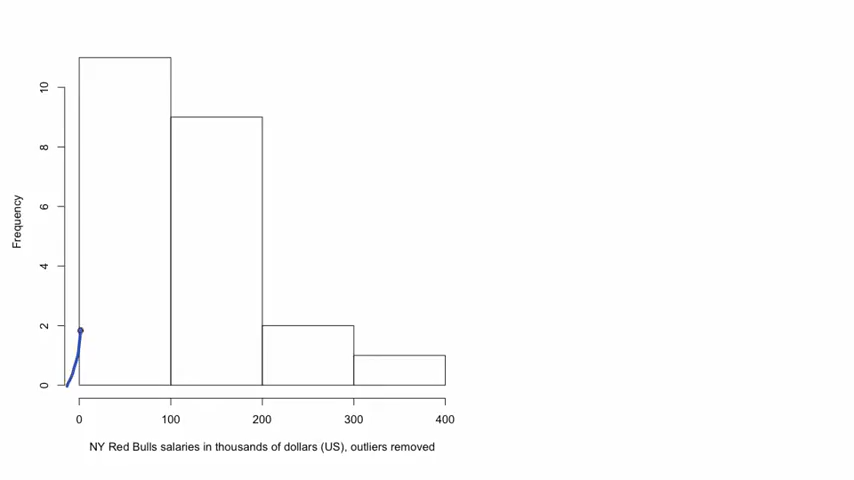 10
8
6
4
2
0
Frequency
0 100 200 300 400
NY Red Bulls salaries in thousands of dollars (US), outliers removed